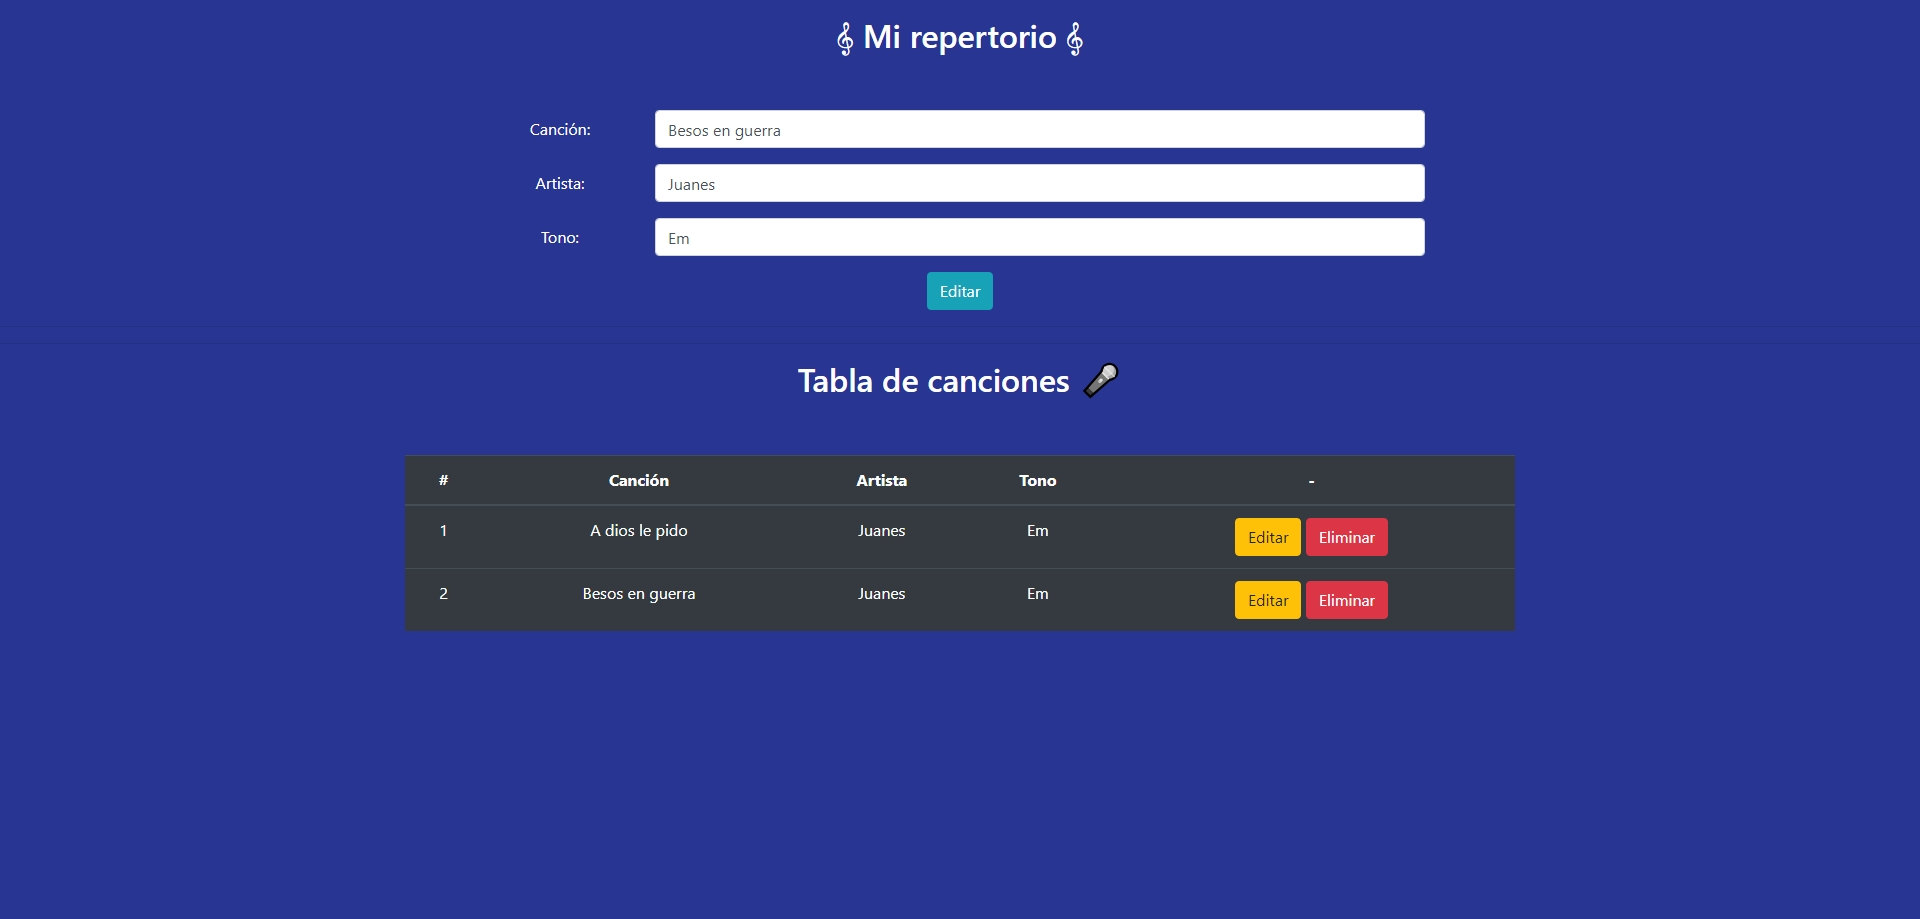 𝄞 Mi repertorio 𝄞
Canción: Besos en guerra
Artista: Juanes
Tono: Em
Editar
Tabla de canciones 🎤
# Canción Artista Tono -
1 A dios le pido Juanes Em Editar Eliminar
2 Besos en guerra Juanes Em Editar Eliminar